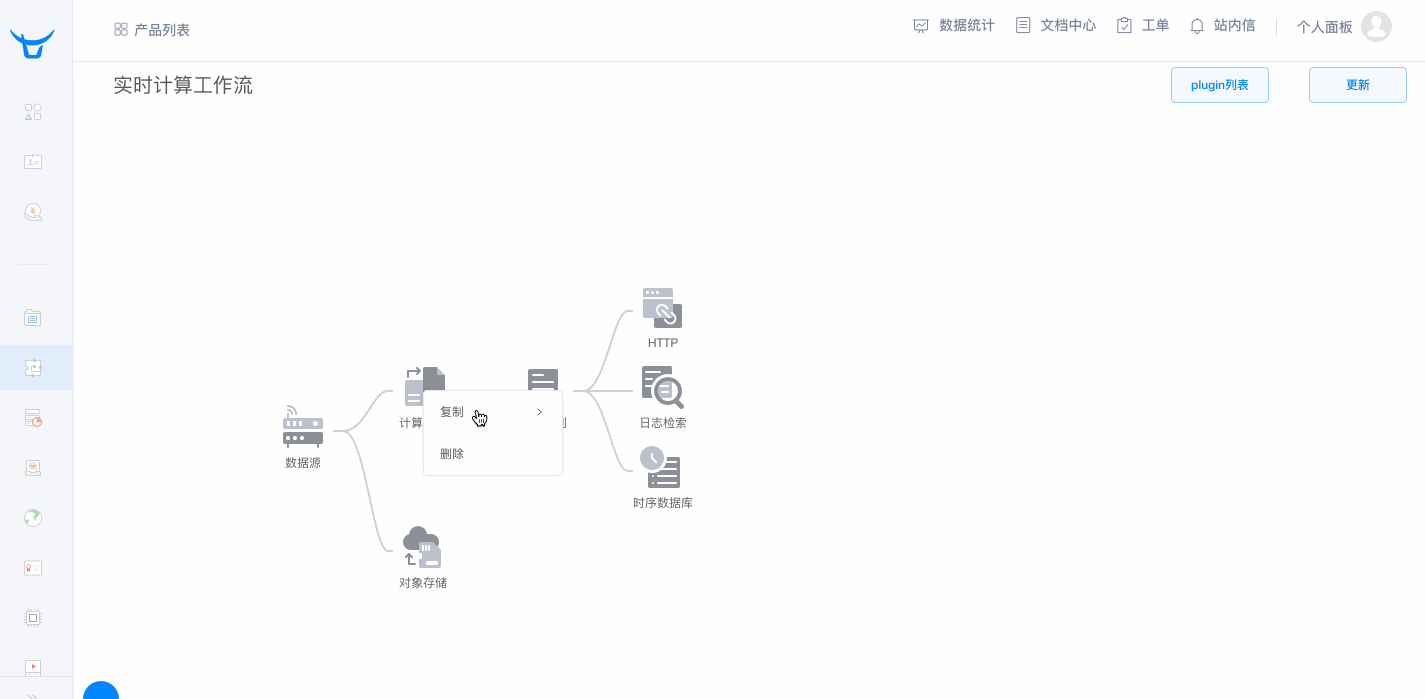 产品列表
数据统计
文档中心
工单
站内信
个人面板
实时计算工作流
plugin列表
更新
HTTP
计算
复制
日志检索
删除
数据源
时序数据库
对象存储